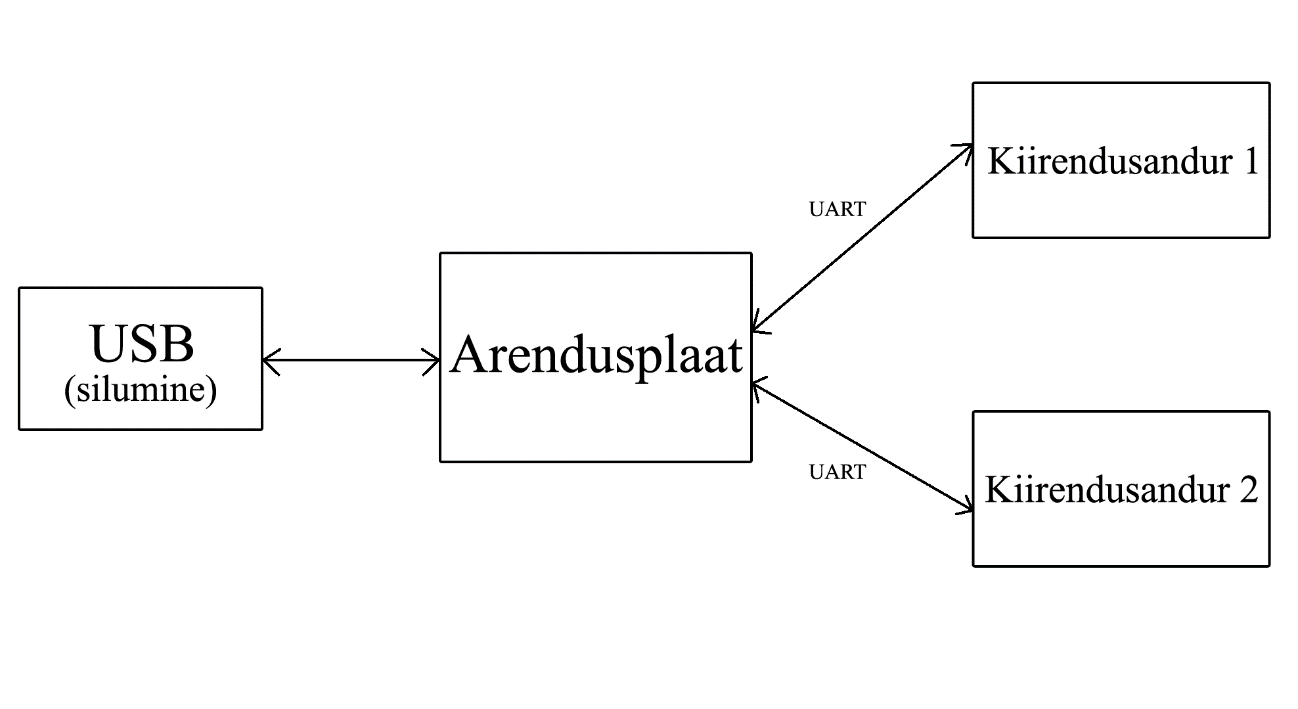 USB
(silumine)
Arendusplaat
UART
Kiirendusandur 1
UART
Kiirendusandur 2